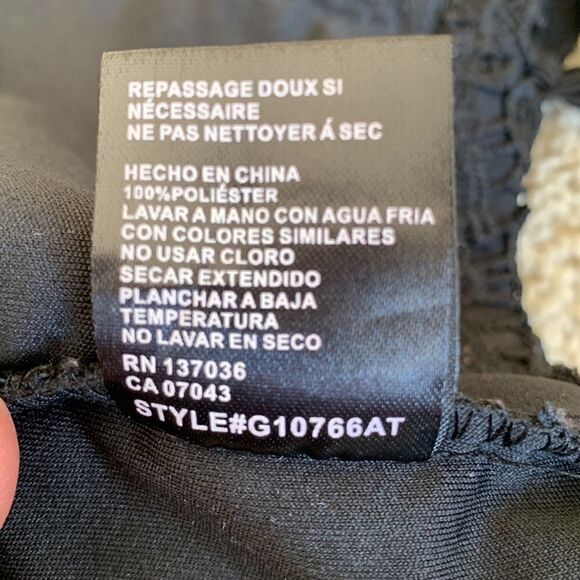 REPASSAGE DOUX SI
NÉCESSAIRE
NE PAS NETTOYER Á SEC
HECHO EN CHINA
100%POLIÉSTER
LAVAR A MANO CON AGUA FRIA
CON COLORES SIMILARES
NO USAR CLORO
SECAR EXTENDIDO
PLANCHAR A BAJA
TEMPERATURA
NO LAVAR EN SECO
RN 137036
CA 07043
STYLE#G10766AT